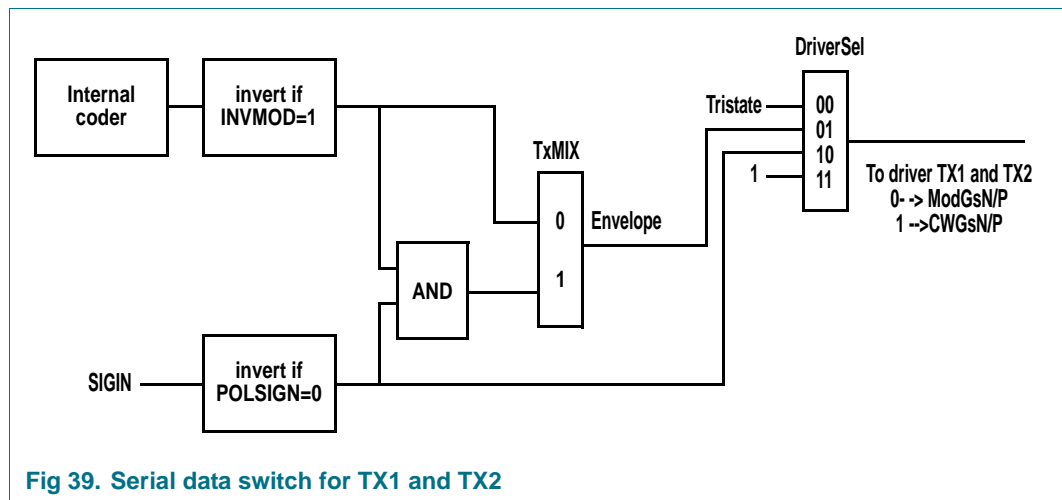 DriverSel
Internal
coder
invert if
INVMOD=1
Tristate
00
01
10
11
1
TxMIX
0
1
Envelope
To driver TX1 and TX2
0- -> ModGsN/P
1 -->CWGsN/P
AND
SIGIN
invert if
POLSIGN=0
Fig 39. Serial data switch for TX1 and TX2